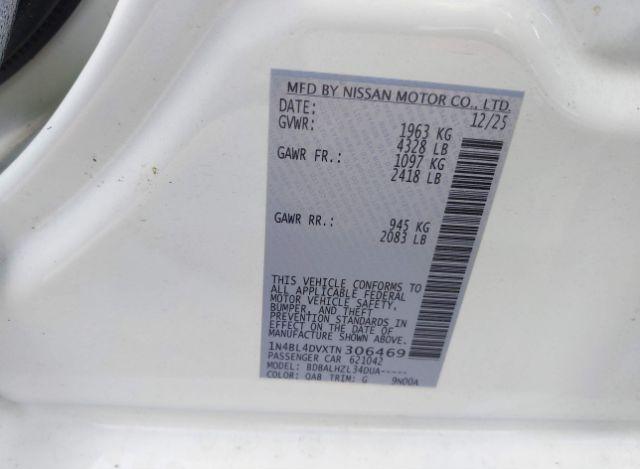 MFD BY NISSAN MOTOR CO., LTD.
DATE: 12/25
GVWR: 1963 KG
4328 LB
GAWR FR.: 1097 KG
2418 LB
GAWR RR.: 945 KG
2083 LB
THIS VEHICLE CONFORMS TO
ALL APPLICABLE FEDERAL
MOTOR VEHICLE SAFETY,
BUMPER, AND THEFT
PREVENTION STANDARDS IN
EFFECT ON THE DATE OF
MANUFACTURE SHOWN ABOVE.
1N4BL4DVXTN306469
PASSENGER CAR 621042
MODEL: BDBALHZL34DUA-----
COLOR: QAB TRIM: G 9N00A